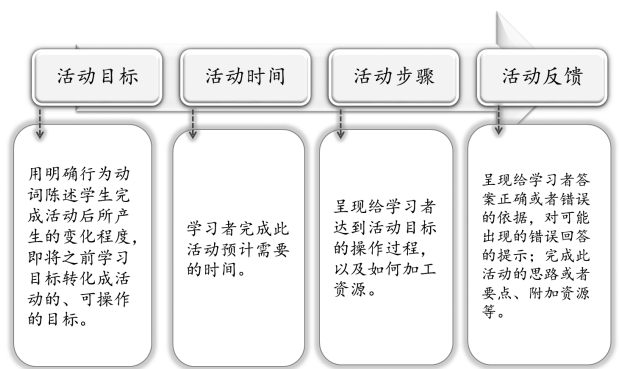 活动目标
活动时间
活动步骤
活动反馈
用明确行为动
词陈述学生完
成活动后所产
生的变化程度，
即将之前学习
目标转化成活
动的、可操作
的目标。
学习者完成此
活动预计需要
的时间。
呈现给学习者
达到活动目标
的操作过程，
以及如何加工
资源。
呈现给学习者答
案正确或者错误
的依据，对可能
出现的错误回答
的提示；完成此
活动的思路或者
要点、附加资源
等。